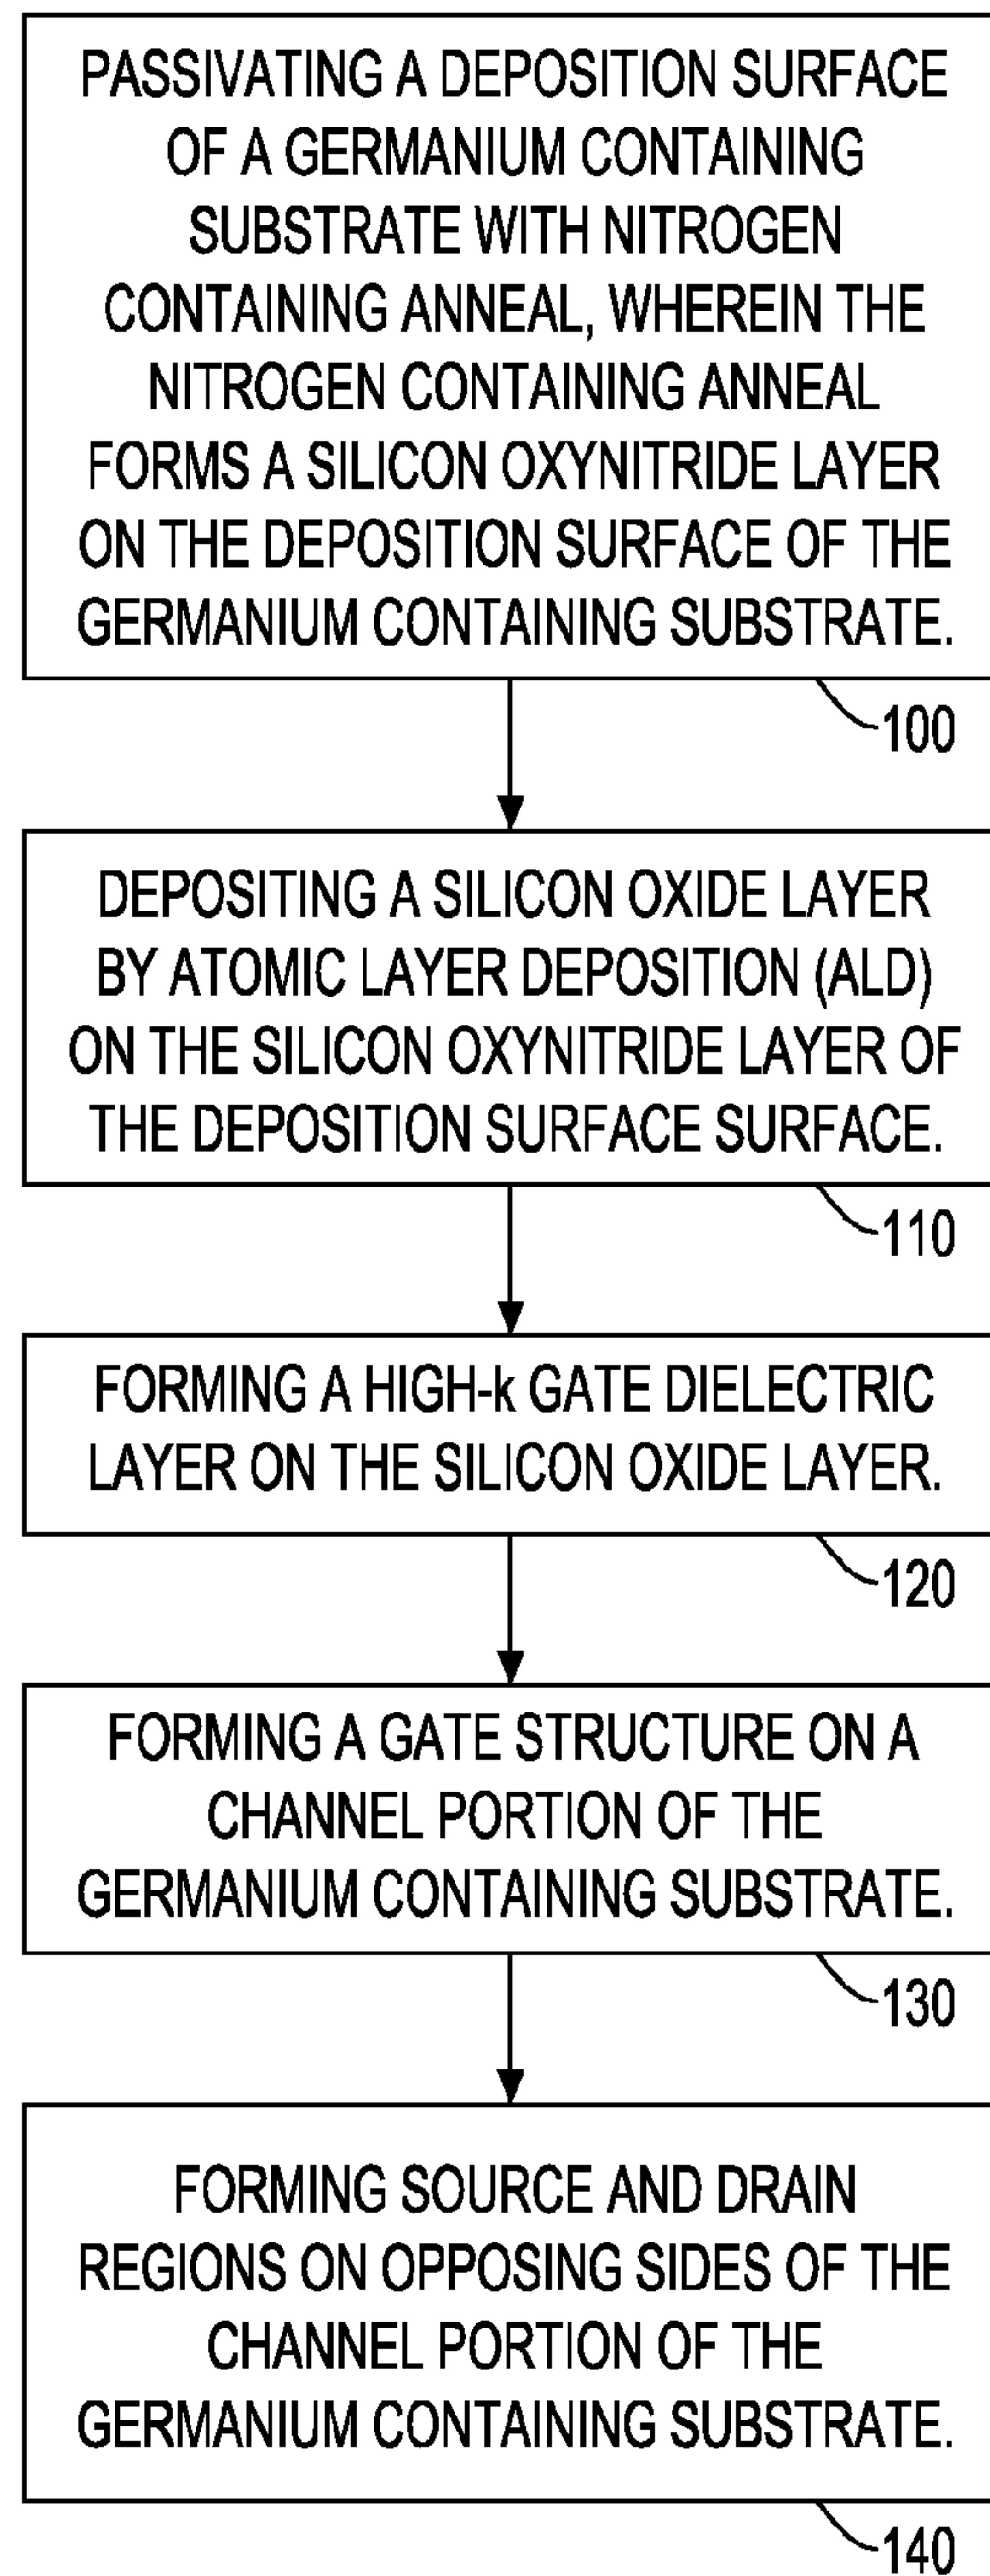 PASSIVATING A DEPOSITION SURFACE
OF A GERMANIUM CONTAINING
SUBSTRATE WITH NITROGEN
CONTAINING ANNEAL, WHEREIN THE
NITROGEN CONTAINING ANNEAL
FORMS A SILICON OXYNITRIDE LAYER
ON THE DEPOSITION SURFACE OF THE
GERMANIUM CONTAINING SUBSTRATE.
100
DEPOSITING A SILICON OXIDE LAYER
BY ATOMIC LAYER DEPOSITION (ALD)
ON THE SILICON OXYNITRIDE LAYER OF
THE DEPOSITION SURFACE SURFACE.
110
FORMING A HIGH-k GATE DIELECTRIC
LAYER ON THE SILICON OXIDE LAYER.
120
FORMING A GATE STRUCTURE ON A
CHANNEL PORTION OF THE
GERMANIUM CONTAINING SUBSTRATE.
130
FORMING SOURCE AND DRAIN
REGIONS ON OPPOSING SIDES OF THE
CHANNEL PORTION OF THE
GERMANIUM CONTAINING SUBSTRATE.
140